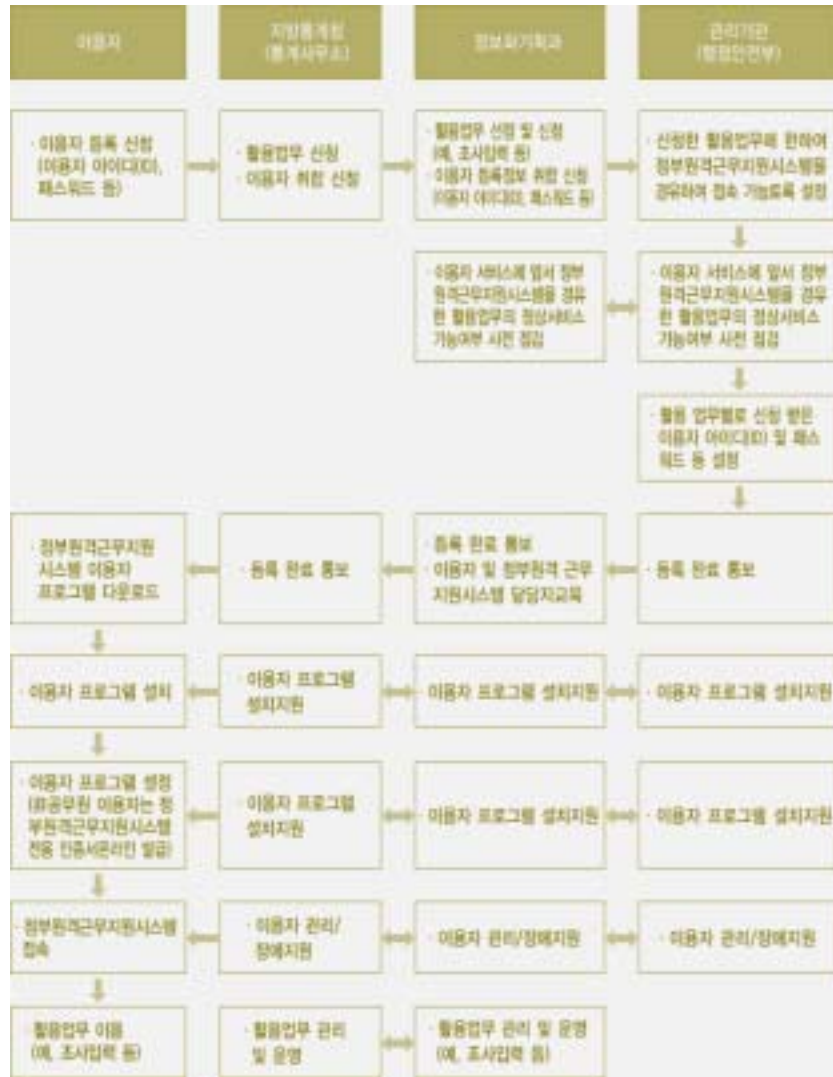 이용자
지방통계청
(통계사무소)
정보화기획과
관리기관
(행정안전부)
· 이용자 등록 신청
(이용자 아이디(ID),
패스워드 등)
· 활용업무 신청
· 이용자 취합 신청
· 활용업무 선정 및 신청
(예, 조사입력 등)
· 이용자 등록정보 취합 신청
(이용자 아이디(ID), 패스워드 등)
· 신청한 활용업무에 한하여
정부원격근무지원시스템을
경유하여 접속 가능토록 설정
· 이용자 서비스에 앞서 정부
원격근무지원시스템을 경유
한 활용업무의 정상서비스
가능여부 사전 점검
· 이용자 서비스에 앞서 정부
원격근무지원시스템을 경유
한 활용업무의 정상서비스
가능여부 사전 점검
· 활용 업무별로 신청 받은
이용자 아이디(ID) 및 패스
워드 등 설정
· 정부원격근무지원
시스템 이용자
프로그램 다운로드
· 등록 완료 통보
· 등록 완료 통보
· 이용자 및 정부원격 근무
지원시스템 담당자교육
· 등록 완료 통보
· 이용자 프로그램 설치
· 이용자 프로그램
설치지원
· 이용자 프로그램 설치지원
· 이용자 프로그램 설치지원
· 이용자 프로그램 설정
(非공무원 이용자는 정
부원격근무지원시스템
전용 인증서온라인 발급)
· 이용자 프로그램
설치지원
· 이용자 프로그램 설치지원
· 이용자 프로그램 설치지원
· 정부원격근무지원시스템
접속
· 이용자 관리/
장애지원
· 이용자 관리/장애지원
· 이용자 관리/장애지원
· 활용업무 이용
(예, 조사입력 등)
· 활용업무 관리
및 운영
· 활용업무 관리 및 운영
(예, 조사입력 등)